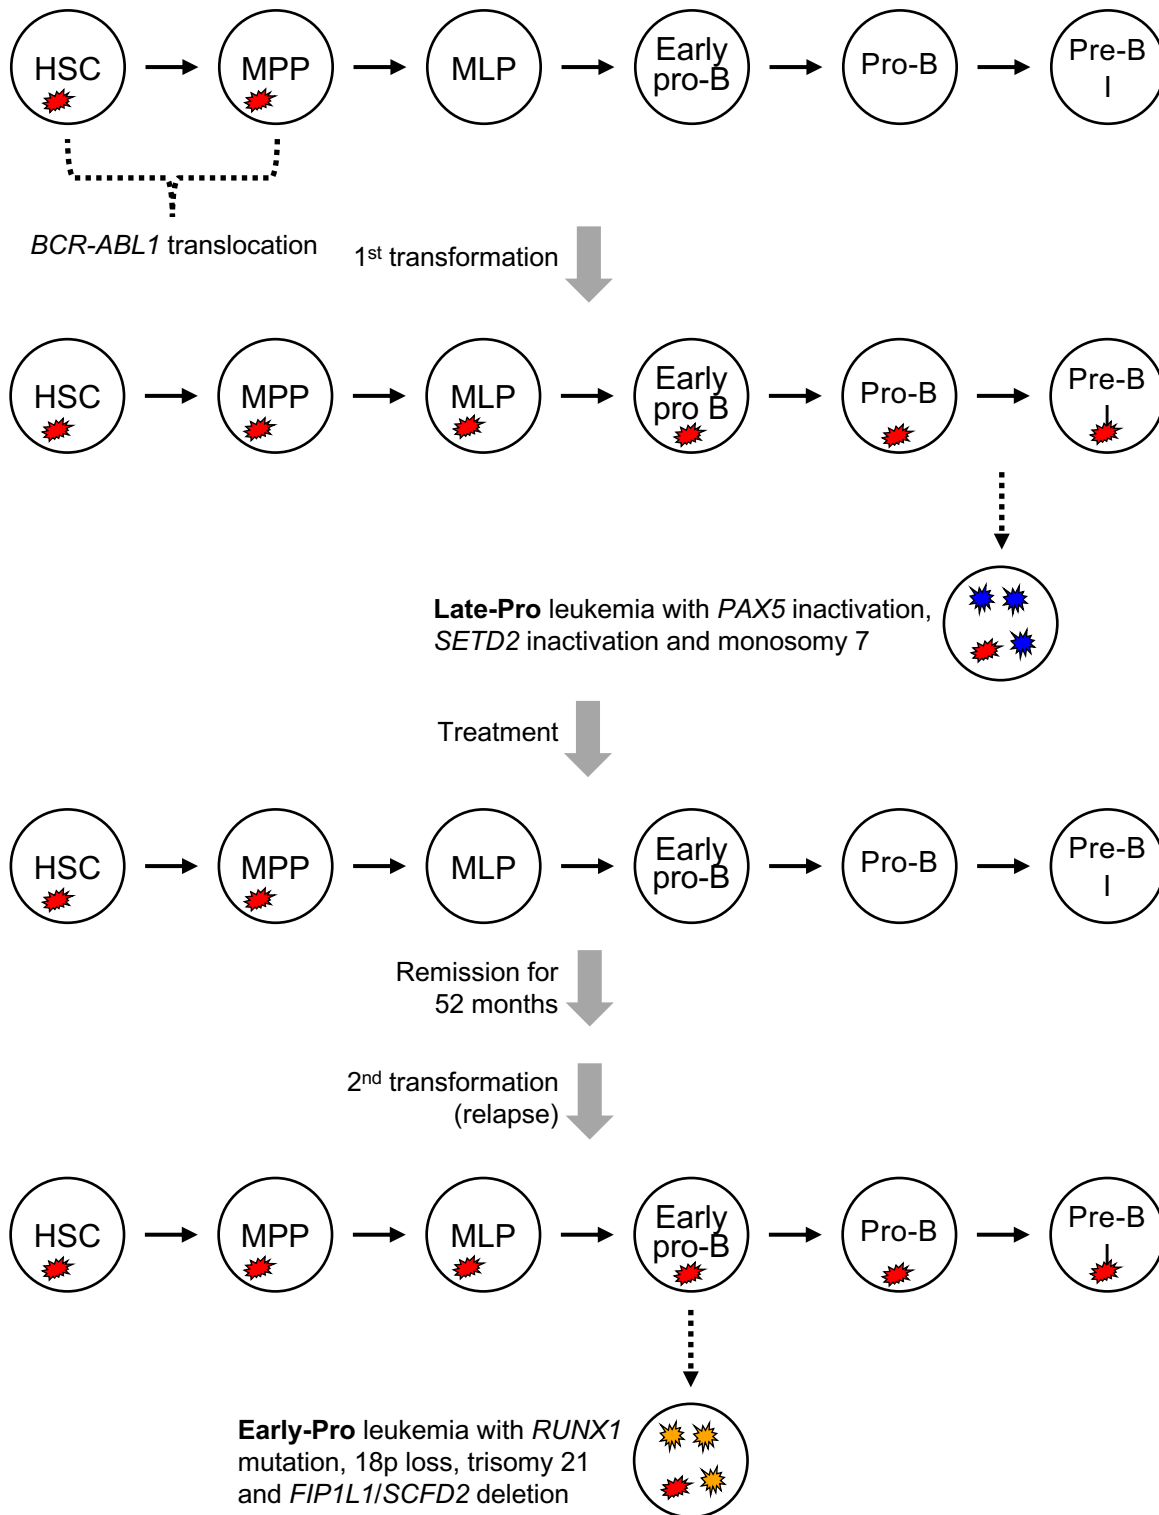 HSC
MPP
MLP
Early
pro-B
Pro-B
Pre-B
I
BCR-ABL1 translocation
1st transformation
HSC
MPP
MLP
Early
pro B
Pro-B
Pre-B
I
Late-Pro leukemia with PAX5 inactivation,
SETD2 inactivation and monosomy 7
Treatment
HSC
MPP
MLP
Early
pro-B
Pro-B
Pre-B
I
Remission for
52 months
2nd transformation
(relapse)
HSC
MPP
MLP
Early
pro-B
Pro-B
Pre-B
I
Early-Pro leukemia with RUNX1
mutation, 18p loss, trisomy 21
and FIP1L1/SCFD2 deletion